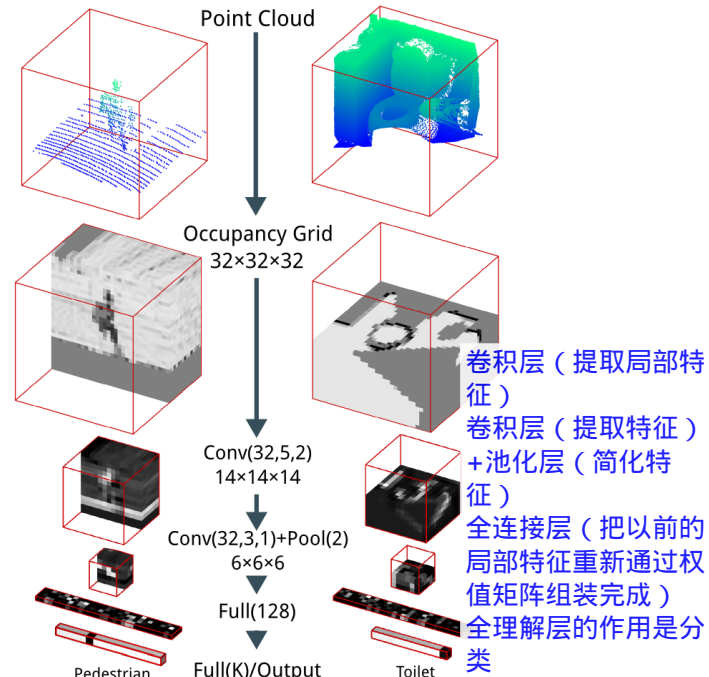 Point Cloud
Occupancy Grid
32×32×32
Conv(32,5,2)
14×14×14
Conv(32,3,1)+Pool(2)
6×6×6
Full(128)
Full(K)/Output
Pedestrian
Toilet
卷积层（提取局部特
征）
卷积层（提取特征）
+池化层（简化特
征）
全连接层（把以前的
局部特征重新通过权
值矩阵组装完成）
全理解层的作用是分
类